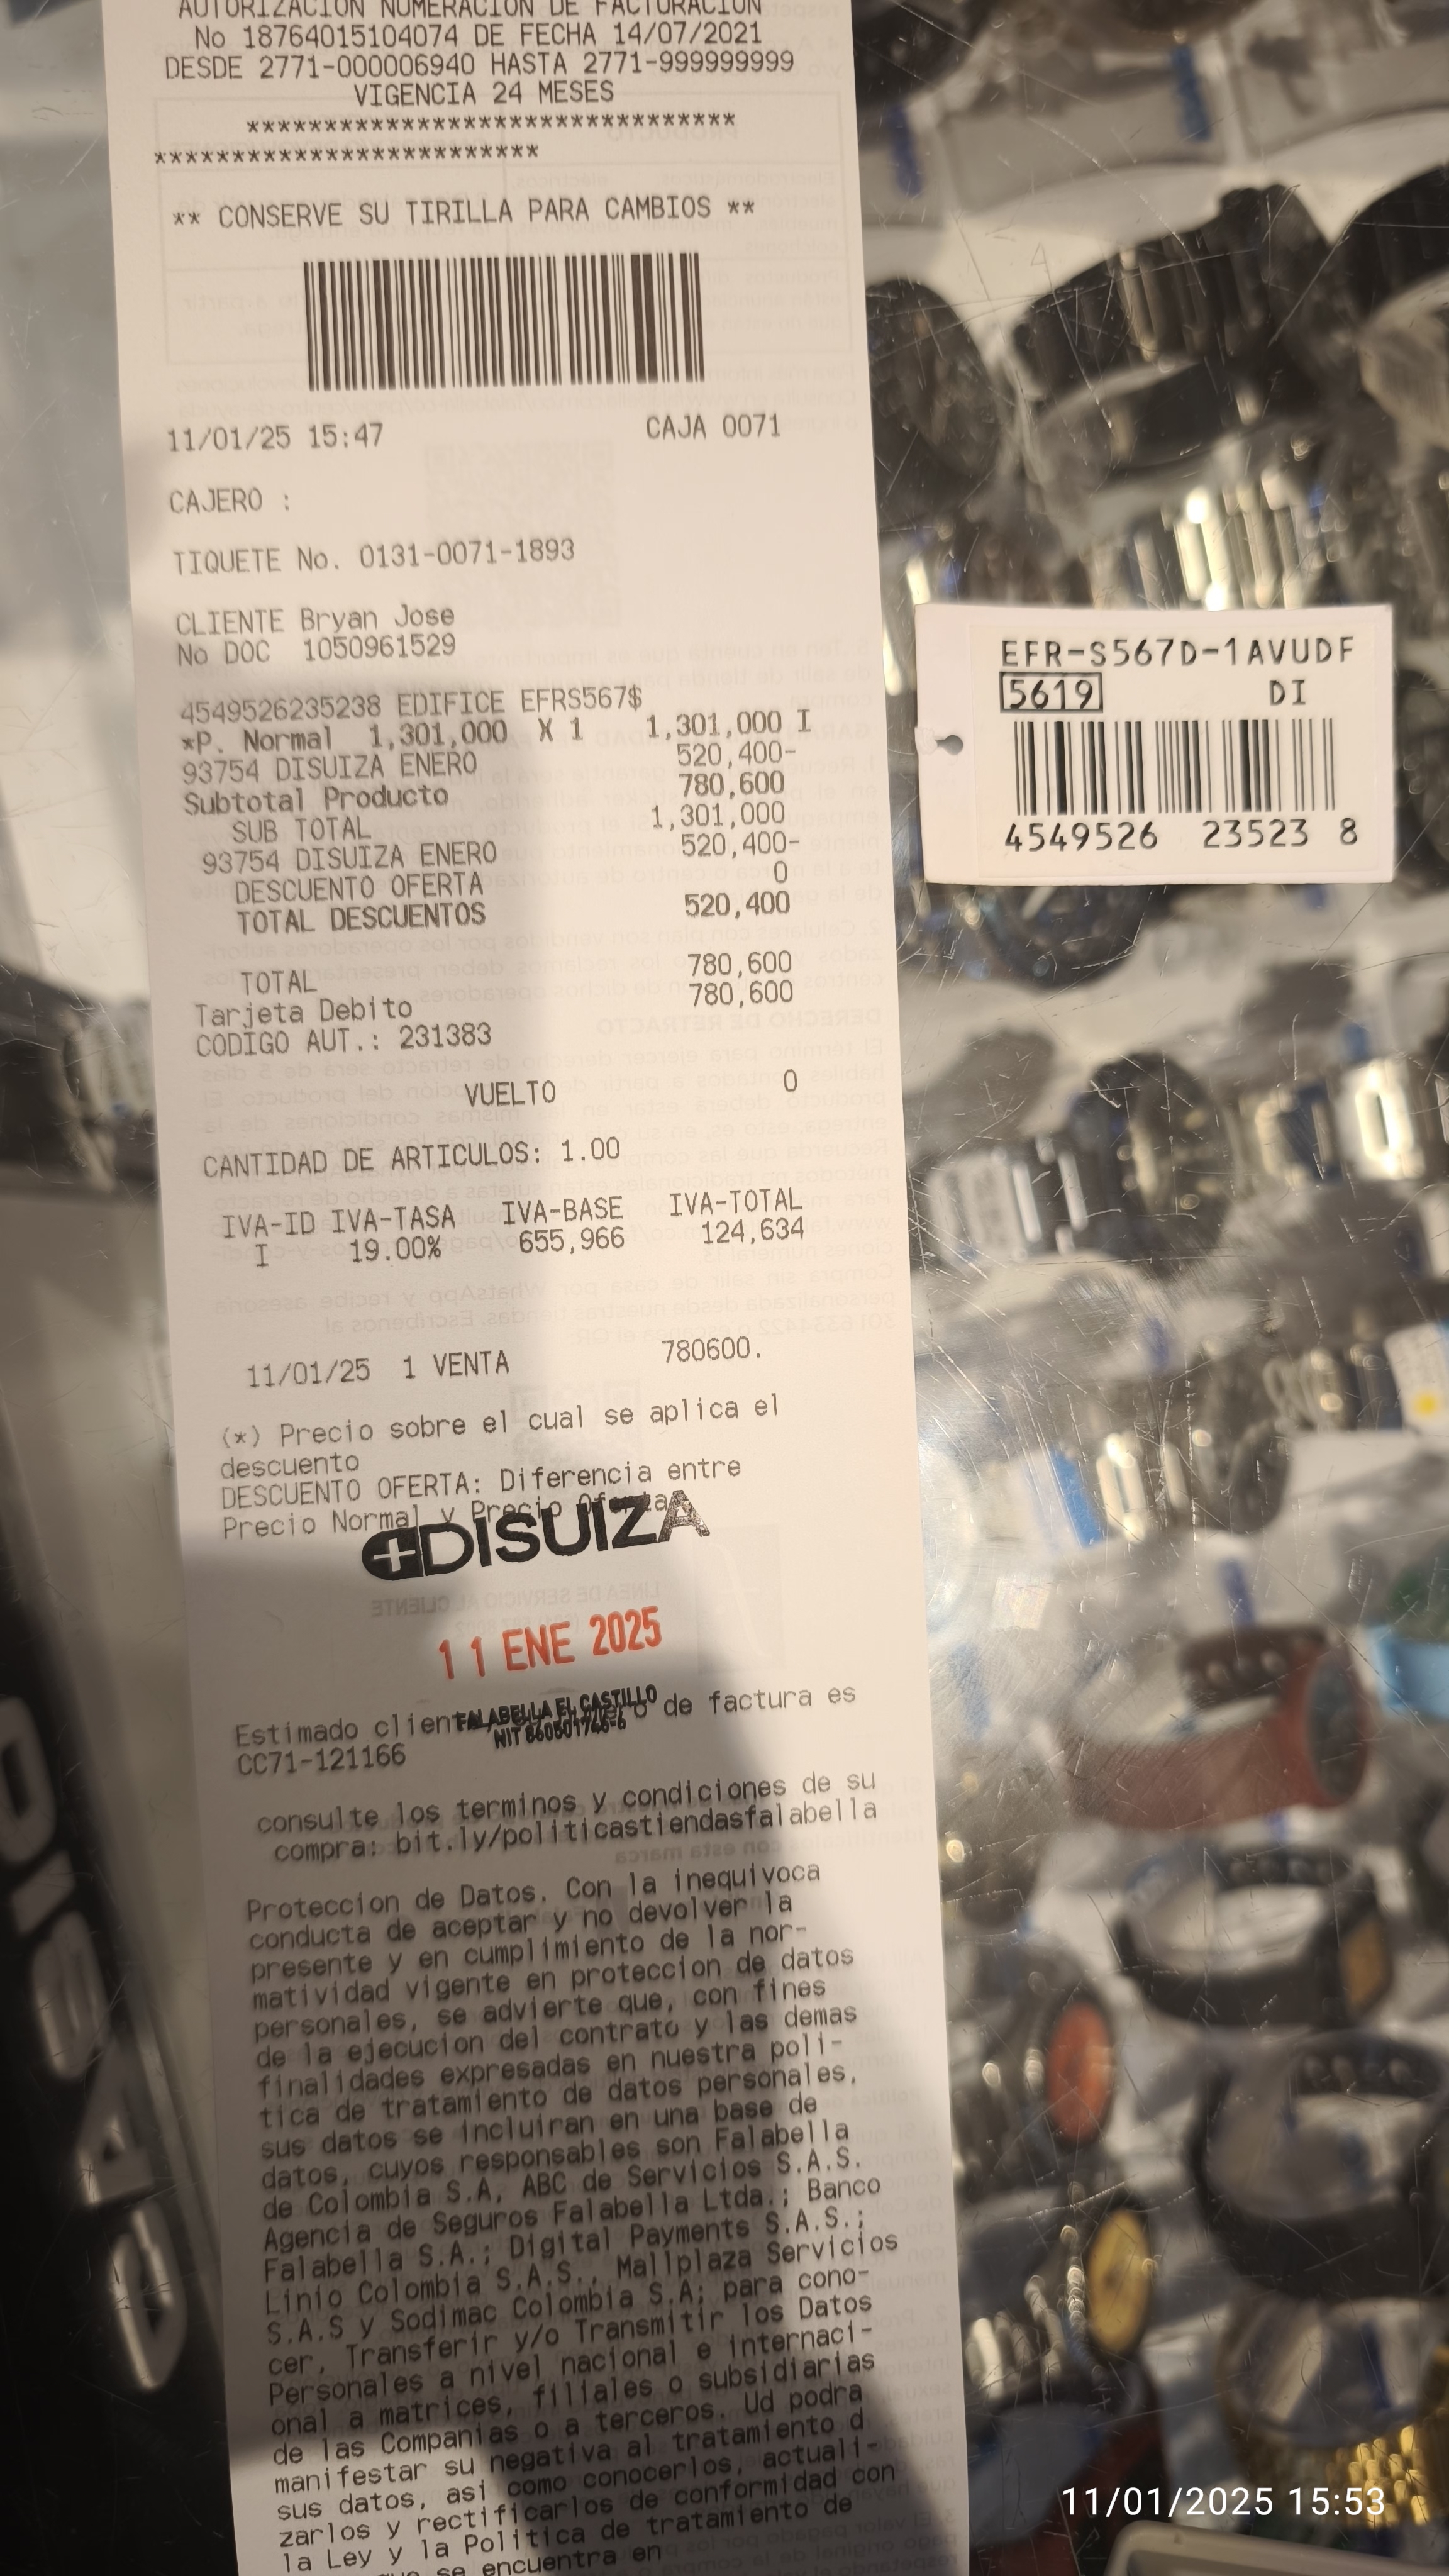 AUTORIZACION NUMERACION DE FACTURACION
No 18764015104074 DE FECHA 14/07/2021
DESDE 2771-000006940 HASTA 2771-999999999
VIGENCIA 24 MESES
********************************
*************************
** CONSERVE SU TIRILLA PARA CAMBIOS **
11/01/25 15:47 CAJA 0071
CAJERO :
TIQUETE No. 0131-0071-1893
CLIENTE Bryan Jose
No DOC 1050961529
4549526235238 EDIFICE EFRS567$
*P. Normal 1,301,000 X 1 1,301,000 I
93754 DISUIZA ENERO 520,400-
Subtotal Producto 780,600
SUB TOTAL 1,301,000
93754 DISUIZA ENERO 520,400-
DESCUENTO OFERTA 0
TOTAL DESCUENTOS 520,400
TOTAL 780,600
Tarjeta Debito 780,600
CODIGO AUT.: 231383
VUELTO 0
CANTIDAD DE ARTICULOS: 1.00
IVA-ID IVA-TASA IVA-BASE IVA-TOTAL
I 19.00% 655,966 124,634
11/01/25 1 VENTA 780600.
(*) Precio sobre el cual se aplica el
descuento
DESCUENTO OFERTA: Diferencia entre
Precio Normal y Precio Oferta
DISUIZA
11 ENE 2025
FALABELLA EL CASTILLO
NIT 860501746-6
Estimado client de factura es
CC71-121166
consulte los terminos y condiciones de su
compra: bit.ly/politicastiendasfalabella
Proteccion de Datos. Con la inequivoca
conducta de aceptar y no devolver la
presente y en cumplimiento de la nor-
matividad vigente en proteccion de datos
personales, se advierte que, con fines
de la ejecucion del contrato y las demas
finalidades expresadas en nuestra poli-
tica de tratamiento de datos personales,
sus datos se incluiran en una base de
datos, cuyos responsables son Falabella
de Colombia S.A, ABC de Servicios S.A.S.
Agencia de Seguros Falabella Ltda.; Banco
Falabella S.A.; Digital Payments S.A.S.;
Linio Colombia S.A.S., Mallplaza Servicios
S.A.S y Sodimac Colombia S.A; para cono-
cer, Transferir y/o Transmitir los Datos
Personales a nivel nacional e internaci-
onal a matrices, filiales o subsidiarias
de las Companias o a terceros. Ud podra
manifestar su negativa al tratamiento d
sus datos, asi como conocerlos, actuali-
zarlos y rectificarlos de conformidad con
la Ley y la Politica de tratamiento de
que se encuentra en
EFR-S567D-1AVUDF
5619 DI
4549526 23523 8
11/01/2025 15:53